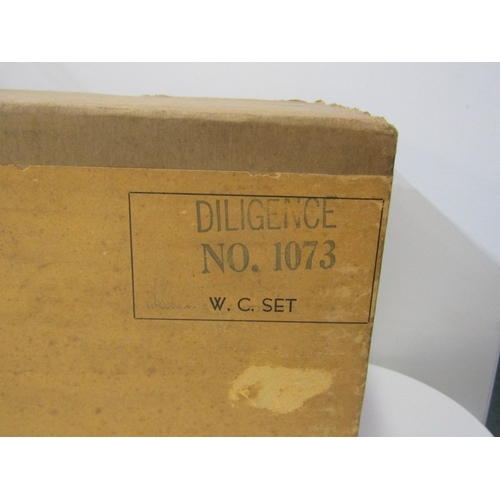 DILIGENCE
NO. 1073
W. C. SET